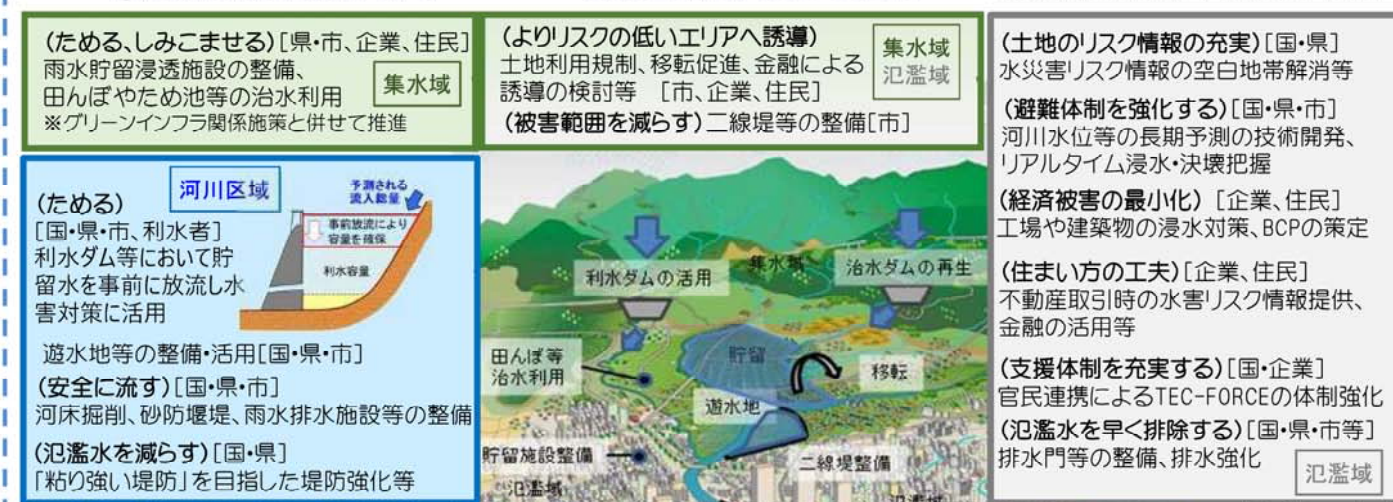 (ためる、しみこませる)[県・市、企業、住民]
雨水貯留浸透施設の整備、
田んぼやため池等の治水利用
※グリーンインフラ関係施策と併せて推進
集水域
(よりリスクの低いエリアへ誘導)
土地利用規制、移転促進、金融による
誘導の検討等 [市、企業、住民]
(被害範囲を減らす)二線堤等の整備[市]
集水域
氾濫域
(ためる)
[国・県・市、利水者]
利水ダム等において貯
留水を事前に放流し水
害対策に活用
河川区域
予測される
流入総量
事前放流により
容量を確保
利水容量
遊水地等の整備・活用[国・県・市]
(安全に流す)[国・県・市]
河床掘削、砂防堰堤、雨水排水施設等の整備
(氾濫水を減らす)[国・県]
「粘り強い堤防」を目指した堤防強化等
利水ダムの活用
集水域
治水ダムの再生
田んぼ等
治水利用
貯留
移転
遊水地
貯留施設整備
二線堤整備
氾濫域
氾濫域
(土地のリスク情報の充実)[国・県]
水災害リスク情報の空白地帯解消等
(避難体制を強化する)[国・県・市]
河川水位等の長期予測の技術開発、
リアルタイム浸水・決壊把握
(経済被害の最小化) [企業、住民]
工場や建築物の浸水対策、BCPの策定
(住まい方の工夫)[企業、住民]
不動産取引時の水害リスク情報提供、
金融の活用等
(支援体制を充実する)[国・企業]
官民連携によるTEC-FORCEの体制強化
(氾濫水を早く排除する)[国・県・市等]
排水門等の整備、排水強化
氾濫域